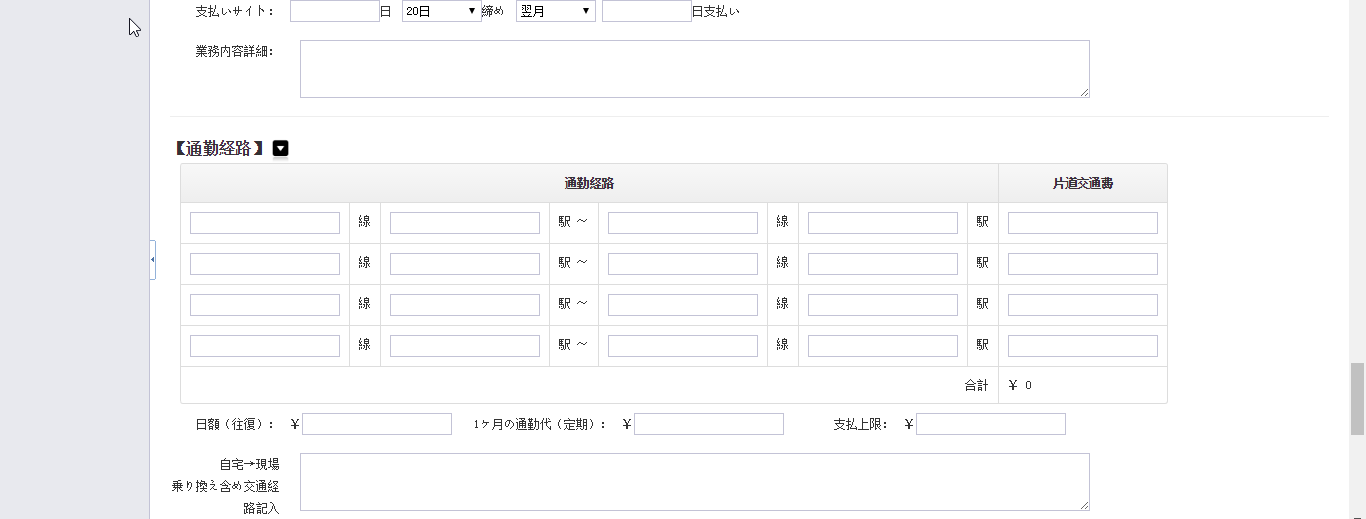 支払いサイト： 日 20日 締め 翌月 日支払い
業務内容詳細：
【通勤経路】
通勤経路 片道交通費
線 駅 ～ 線 駅
線 駅 ～ 線 駅
線 駅 ～ 線 駅
線 駅 ～ 線 駅
合計 ￥ 0
日額（往復）： ￥ 1ヶ月の通勤代（定期）： ￥ 支払上限： ￥
自宅→現場
乗り換え含め交通経
路記入